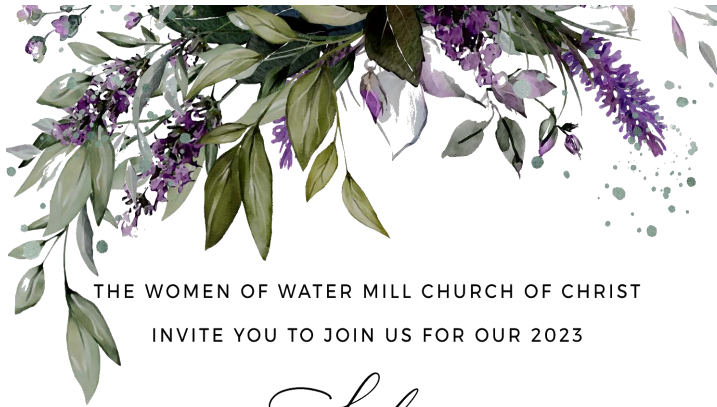 THE WOMEN OF WATER MILL CHURCH OF CHRIST
INVITE YOU TO JOIN US FOR OUR 2023